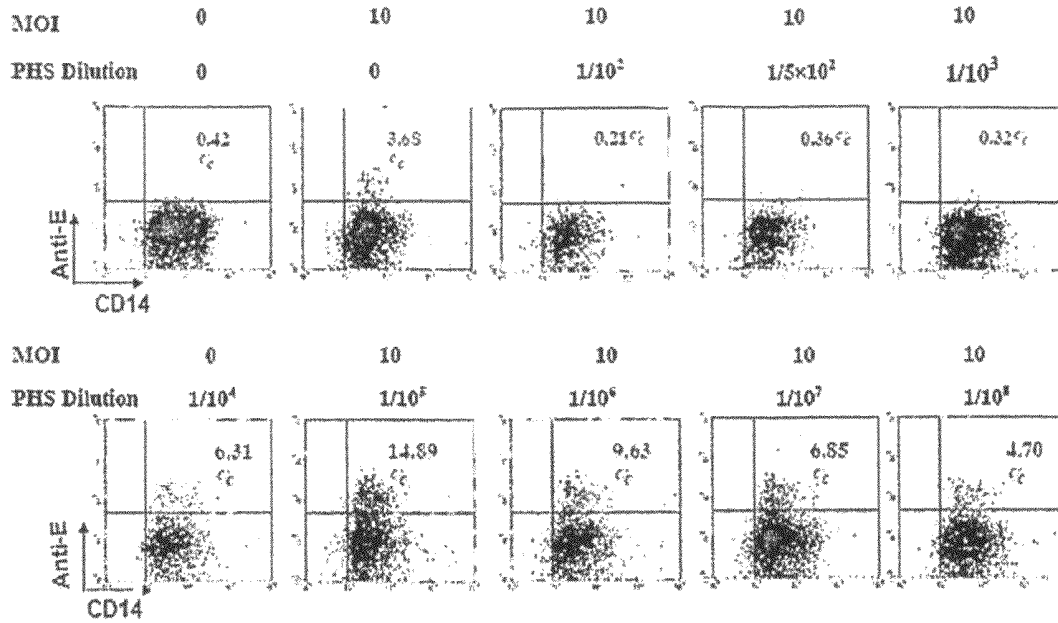 MOI 0 10 10 10 10
PHS Dilution 0 0 1/10² 1/5×10² 1/10³
0.42 % 3.68 % 0.21% 0.36% 0.32%
Anti-E
CD14
MOI 0 10 10 10 10
PHS Dilution 1/10⁴ 1/10⁵ 1/10⁶ 1/10⁷ 1/10⁸
6.31 % 14.89 % 9.63 % 6.85 % 4.70 %
Anti-E
CD14